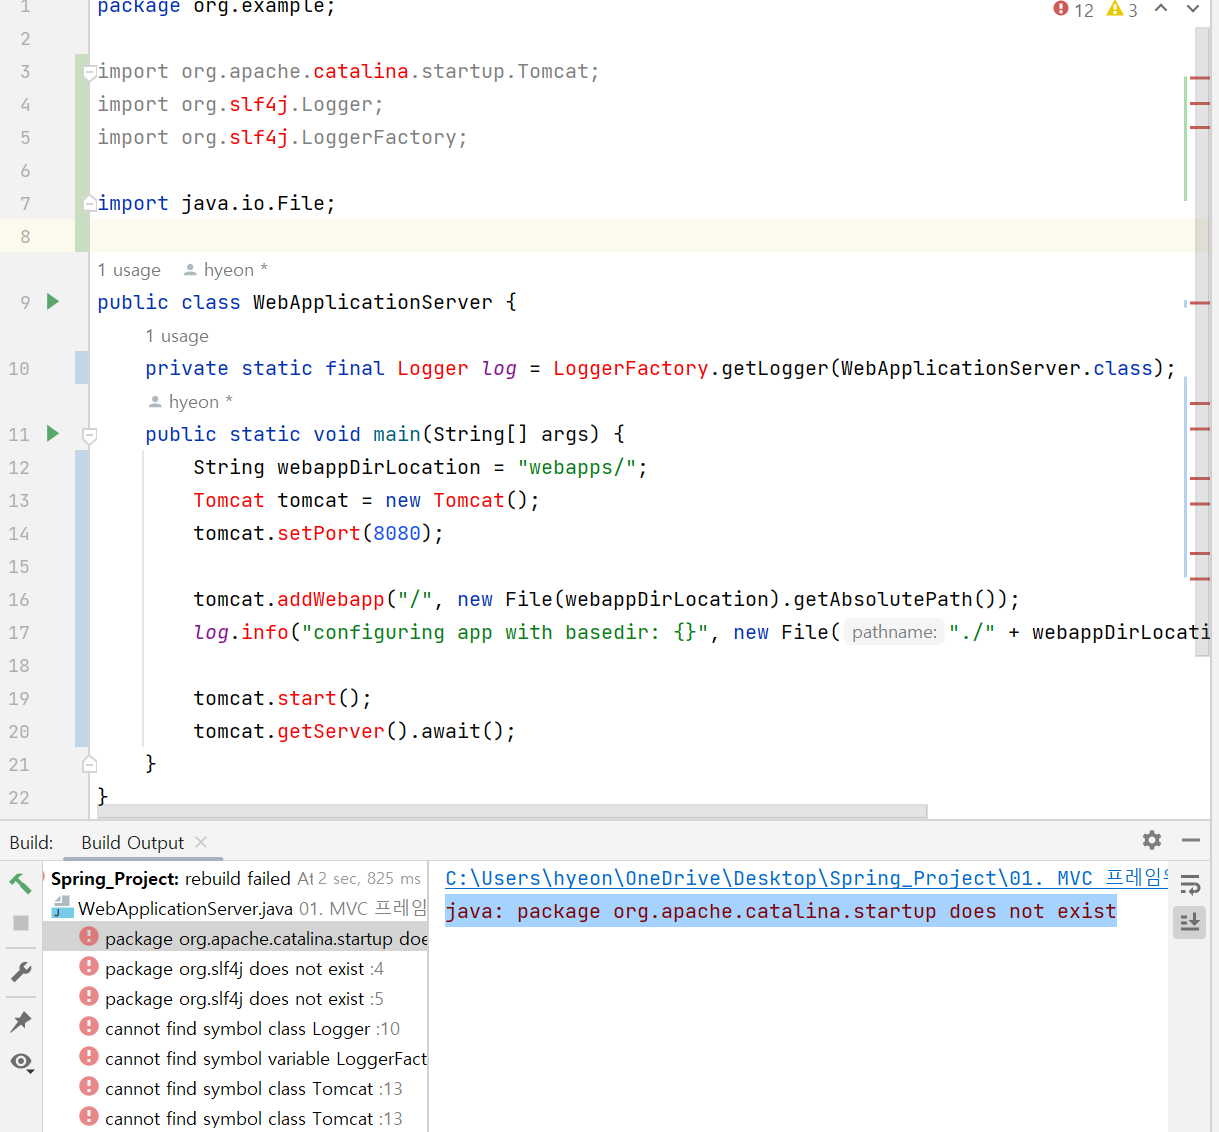 1 package org.example;
⚠ 12 ⚠ 3
2
3 import org.apache.catalina.startup.Tomcat;
4 import org.slf4j.Logger;
5 import org.slf4j.LoggerFactory;
6
7 import java.io.File;
8
1 usage hyeon *
9 public class WebApplicationServer {
1 usage
10 private static final Logger log = LoggerFactory.getLogger(WebApplicationServer.class);
hyeon *
11 public static void main(String[] args) {
12 String webappDirLocation = "webapps/";
13 Tomcat tomcat = new Tomcat();
14 tomcat.setPort(8080);
15
16 tomcat.addWebapp("/", new File(webappDirLocation).getAbsolutePath());
17 log.info("configuring app with basedir: {}", new File( pathname: "./" + webappDirLocati
18
19 tomcat.start();
20 tomcat.getServer().await();
21 }
22 }
Build: Build Output
Spring_Project: rebuild failed At 2 sec, 825 ms
WebApplicationServer.java 01. MVC 프레임
package org.apache.catalina.startup doe
package org.slf4j does not exist :4
package org.slf4j does not exist :5
cannot find symbol class Logger :10
cannot find symbol variable LoggerFact
cannot find symbol class Tomcat :13
cannot find symbol class Tomcat :13
C:\Users\hyeon\OneDrive\Desktop\Spring_Project\01. MVC 프레임
java: package org.apache.catalina.startup does not exist